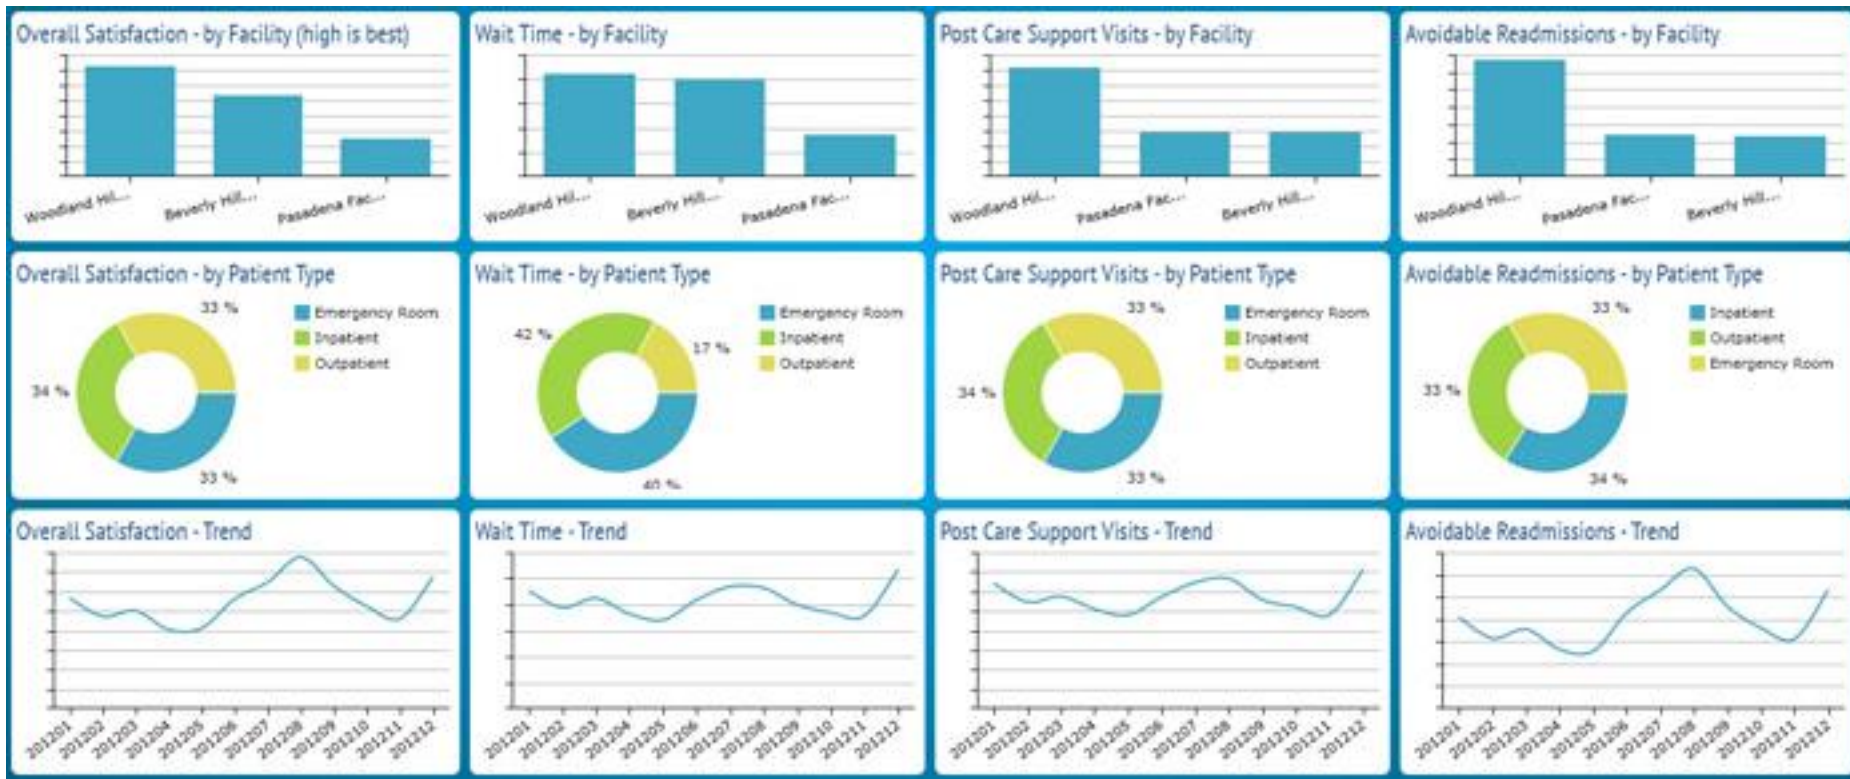 Overall Satisfaction - by Facility (high is best)
Woodland Hil...
Beverly Hill...
Pasadena Fac...
Wait Time - by Facility
Woodland Hil...
Beverly Hill...
Pasadena Fac...
Post Care Support Visits - by Facility
Woodland Hil...
Pasadena Fac...
Beverly Hill...
Avoidable Readmissions - by Facility
Woodland Hil...
Pasadena Fac...
Beverly Hill...
Overall Satisfaction - by Patient Type
33 %
34 %
33 %
Emergency Room
Inpatient
Outpatient
Wait Time - by Patient Type
42 %
17 %
40 %
Emergency Room
Inpatient
Outpatient
Post Care Support Visits - by Patient Type
33 %
34 %
33 %
Emergency Room
Inpatient
Outpatient
Avoidable Readmissions - by Patient Type
33 %
33 %
34 %
Inpatient
Outpatient
Emergency Room
Overall Satisfaction - Trend
201201 201202 201203 201204 201205 201206 201207 201208 201209 201210 201211 201212
Wait Time - Trend
201201 201202 201203 201204 201205 201206 201207 201208 201209 201210 201211 201212
Post Care Support Visits - Trend
201201 201202 201203 201204 201205 201206 201207 201208 201209 201210 201211 201212
Avoidable Readmissions - Trend
201201 201202 201203 201204 201205 201206 201207 201208 201209 201210 201211 201212